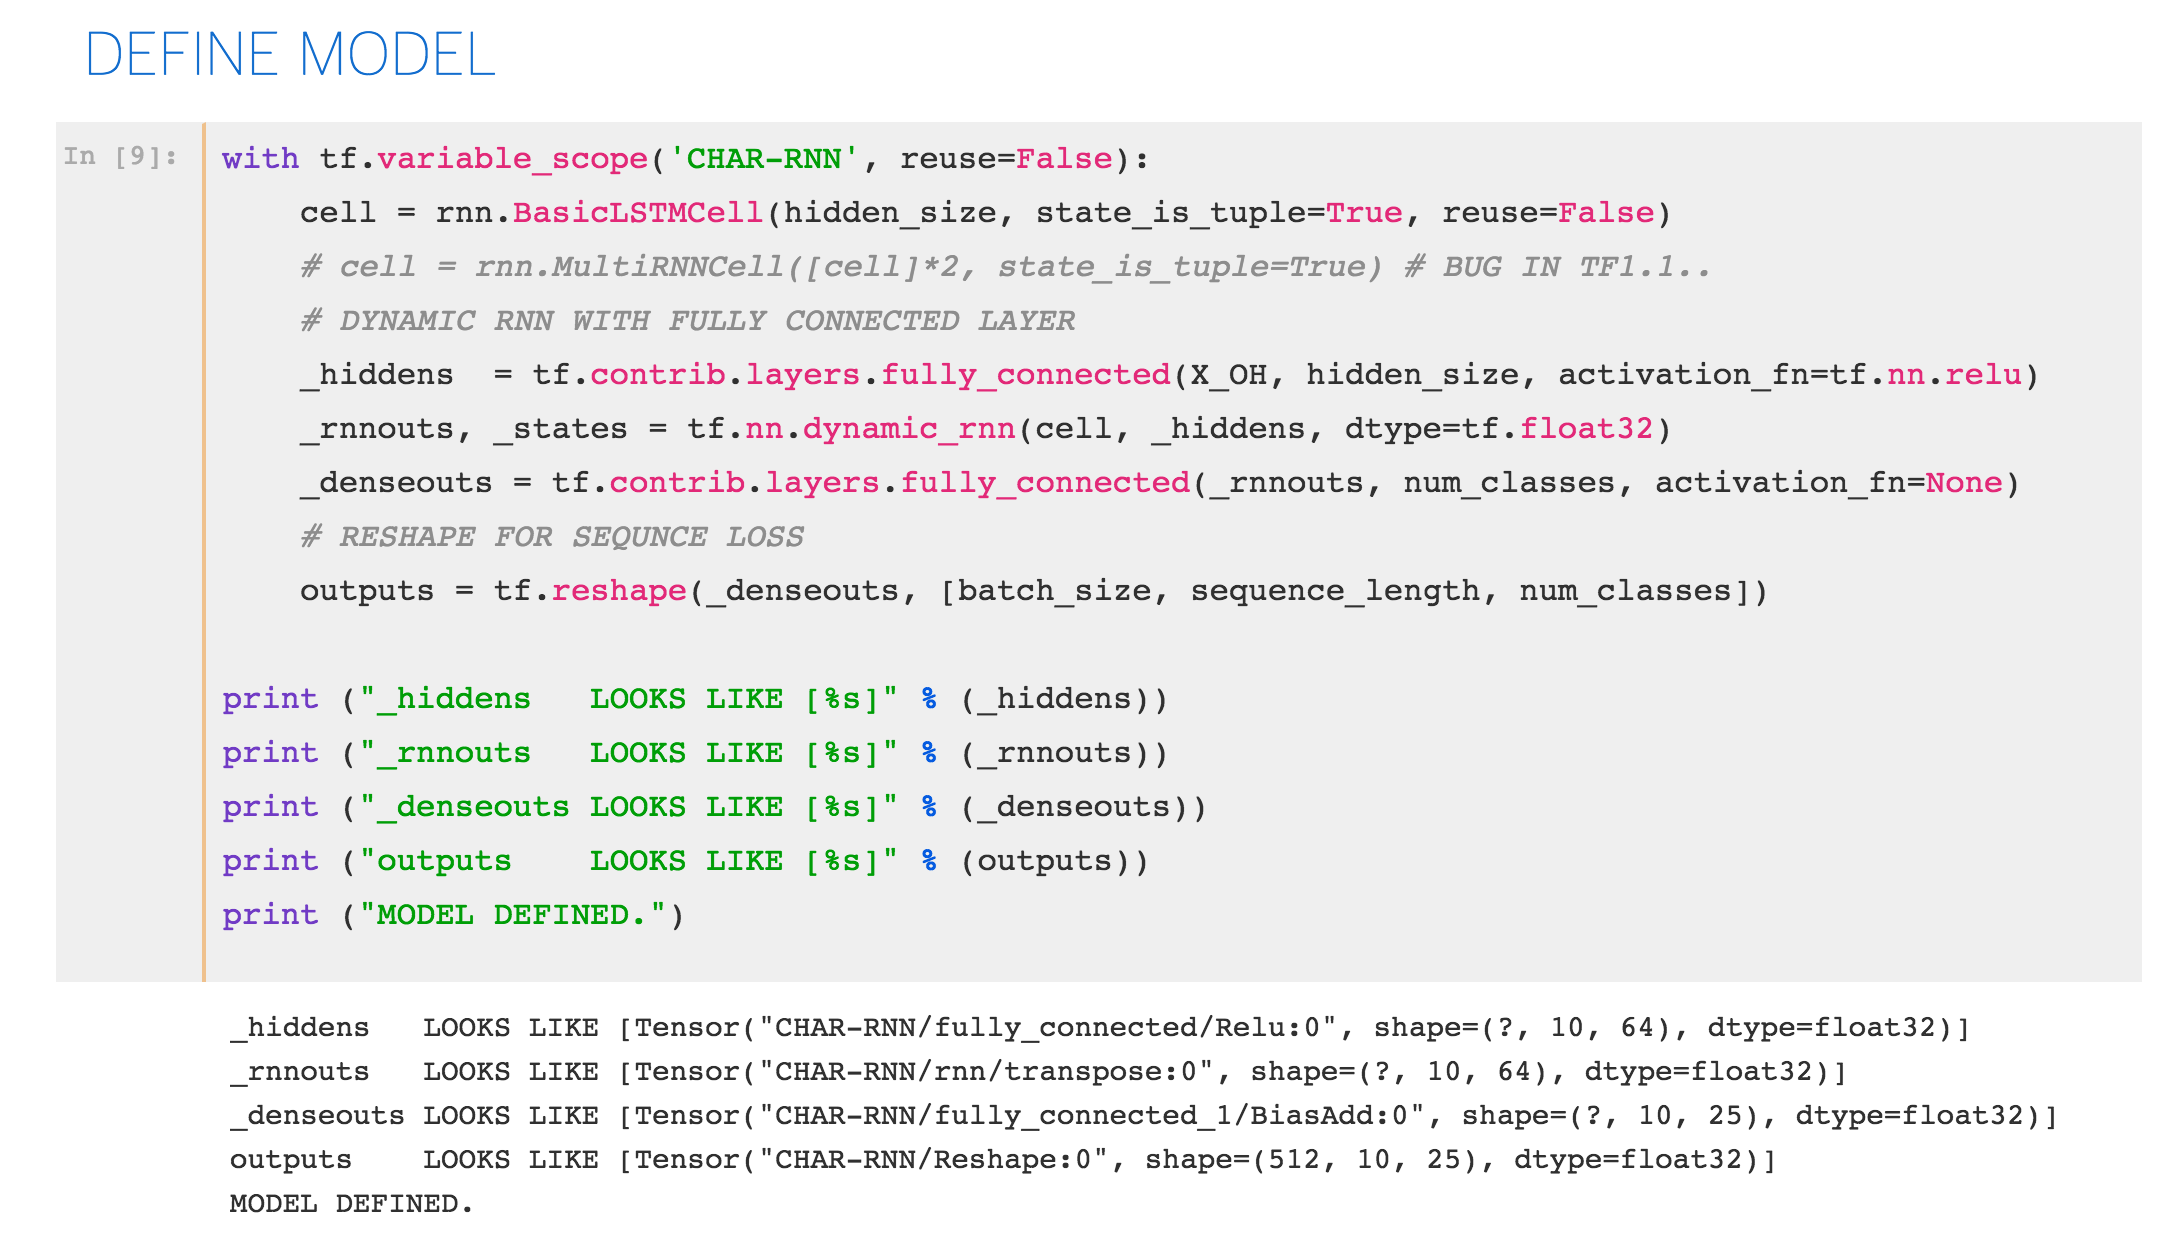 DEFINE MODEL
In [9]:
with tf.variable_scope('CHAR-RNN', reuse=False):
    cell = rnn.BasicLSTMCell(hidden_size, state_is_tuple=True, reuse=False)
    # cell = rnn.MultiRNNCell([cell]*2, state_is_tuple=True) # BUG IN TF1.1..
    # DYNAMIC RNN WITH FULLY CONNECTED LAYER
    _hiddens  = tf.contrib.layers.fully_connected(X_OH, hidden_size, activation_fn=tf.nn.relu)
    _rnnouts, _states = tf.nn.dynamic_rnn(cell, _hiddens, dtype=tf.float32)
    _denseouts = tf.contrib.layers.fully_connected(_rnnouts, num_classes, activation_fn=None)
    # RESHAPE FOR SEQUNCE LOSS
    outputs = tf.reshape(_denseouts, [batch_size, sequence_length, num_classes])
print ("_hiddens   LOOKS LIKE [%s]" % (_hiddens))
print ("_rnnouts   LOOKS LIKE [%s]" % (_rnnouts))
print ("_denseouts LOOKS LIKE [%s]" % (_denseouts))
print ("outputs    LOOKS LIKE [%s]" % (outputs))
print ("MODEL DEFINED.")
_hiddens   LOOKS LIKE [Tensor("CHAR-RNN/fully_connected/Relu:0", shape=(?, 10, 64), dtype=float32)]
_rnnouts   LOOKS LIKE [Tensor("CHAR-RNN/rnn/transpose:0", shape=(?, 10, 64), dtype=float32)]
_denseouts LOOKS LIKE [Tensor("CHAR-RNN/fully_connected_1/BiasAdd:0", shape=(?, 10, 25), dtype=float32)]
outputs    LOOKS LIKE [Tensor("CHAR-RNN/Reshape:0", shape=(512, 10, 25), dtype=float32)]
MODEL DEFINED.